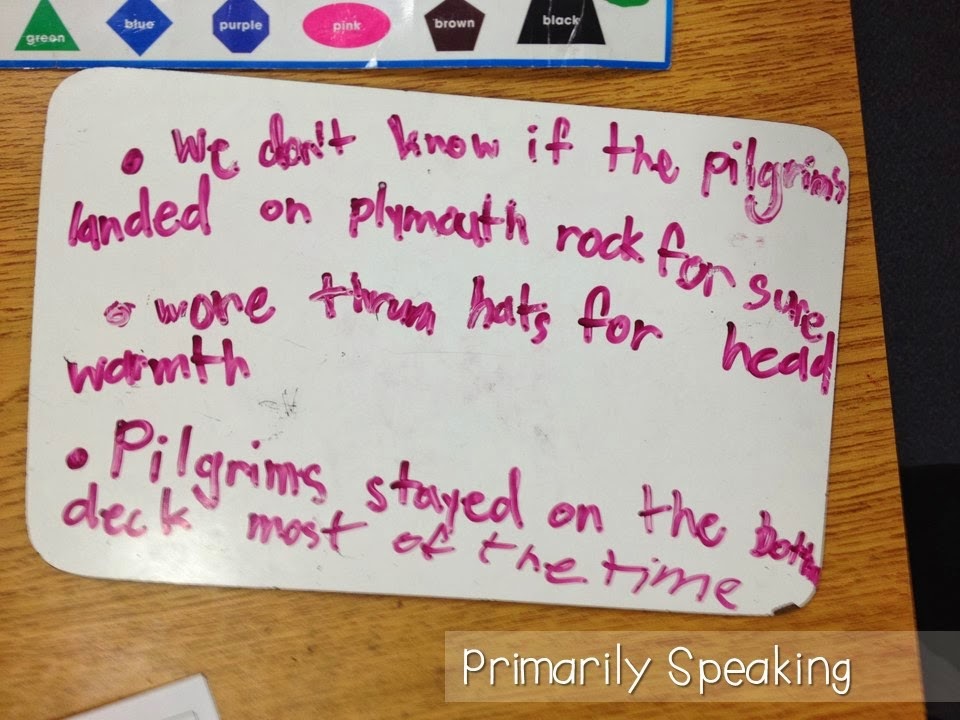 green blue purple pink brown black
• We don't know if the pilgrims
landed on plymouth rock for sure
• wore thrum hats for head
warmth
• Pilgrims stayed on the bottom
deck most of the time
Primarily Speaking